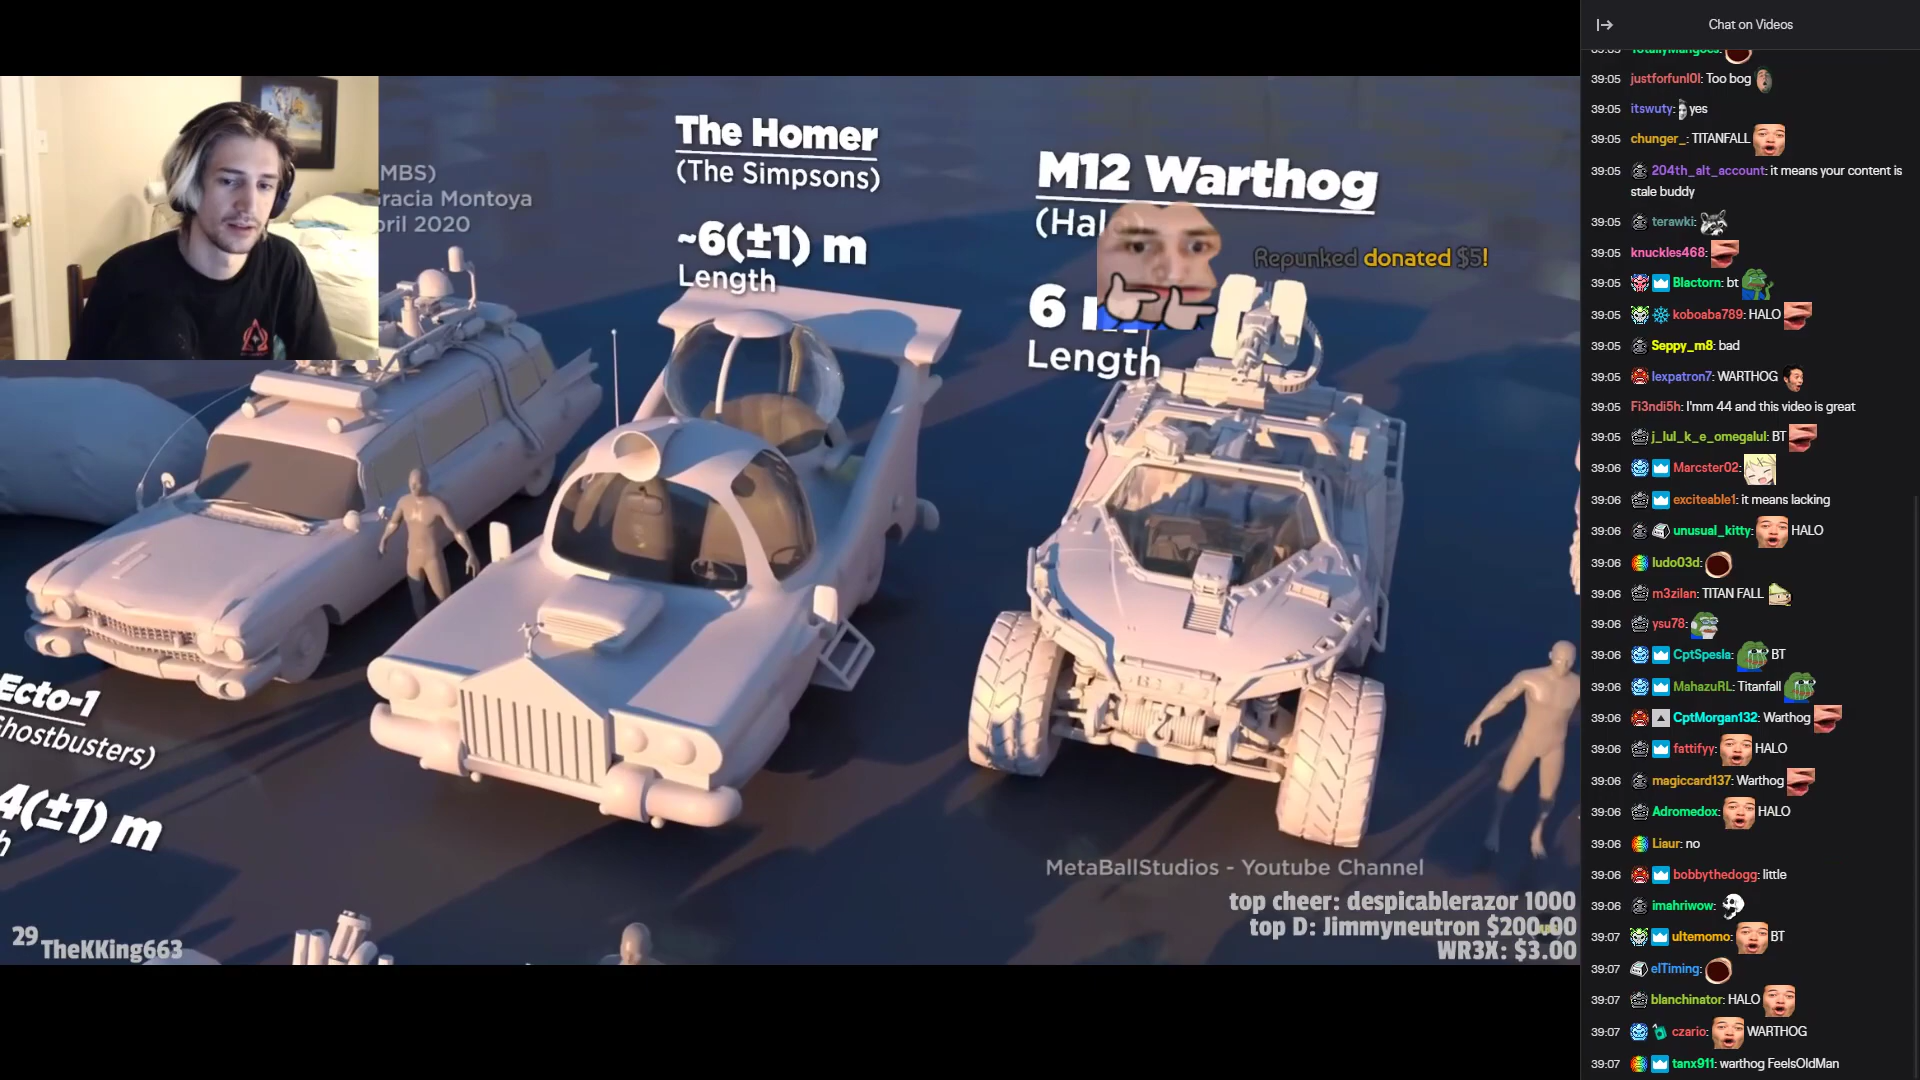 MBS)
Gracia Montoya
pril 2020
The Homer
(The Simpsons)
~6(±1) m
Length
M12 Warthog
(Hal
Repunked donated $5!
6
Length
Ecto-1
Ghostbusters)
4(±1) m
h
MetaBallStudios - Youtube Channel
top cheer: despicablerazor 1000
top D: Jimmyneutron $200.00
WR3X: $3.00
29 TheKKing663
Chat on Videos
39:05 TotallyMangoes:
39:05 justforfunl0l: Too bog
39:05 itswuty: yes
39:05 chunger_: TITANFALL
39:05 204th_alt_account: it means your content is
stale buddy
39:05 terawki:
39:05 knuckles468:
39:05 Blactorn: bt
39:05 koboaba789: HALO
39:05 Seppy_m8: bad
39:05 lexpatron7: WARTHOG
39:05 Fi3ndi5h: I'mm 44 and this video is great
39:05 j_lul_k_e_omegalul: BT
39:06 Marcster02:
39:06 exciteable1: it means lacking
39:06 unusual_kitty: HALO
39:06 ludo03d:
39:06 m3zilan: TITAN FALL
39:06 ysu78:
39:06 CptSpesla: BT
39:06 MahazuRL: Titanfall
39:06 CptMorgan132: Warthog
39:06 fattifyy: HALO
39:06 magiccard137: Warthog
39:06 Adromedox: HALO
39:06 Liaur: no
39:06 bobbythedogg: little
39:06 imahriwow:
39:07 ultemomo: BT
39:07 elTiming:
39:07 blanchinator: HALO
39:07 czario: WARTHOG
39:07 tanx911: warthog FeelsOldMan